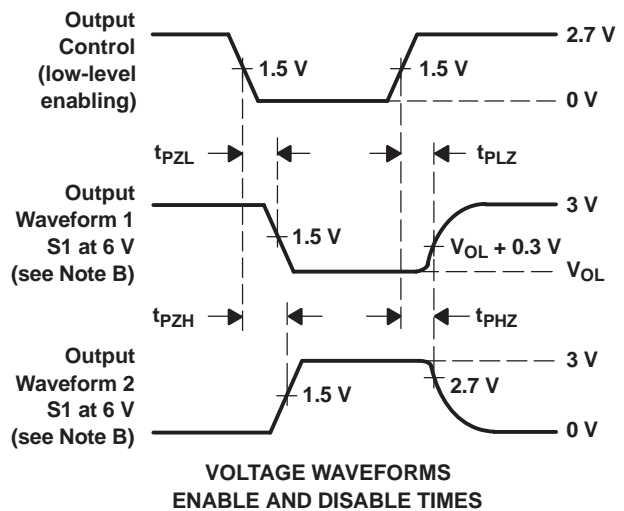 Output
Control
(low-level
enabling)
2.7 V
1.5 V
1.5 V
0 V
tPZL
tPLZ
Output
Waveform 1
S1 at 6 V
(see Note B)
3 V
1.5 V
VOL + 0.3 V
VOL
tPZH
tPHZ
Output
Waveform 2
S1 at 6 V
(see Note B)
3 V
1.5 V
2.7 V
0 V
VOLTAGE WAVEFORMS
ENABLE AND DISABLE TIMES